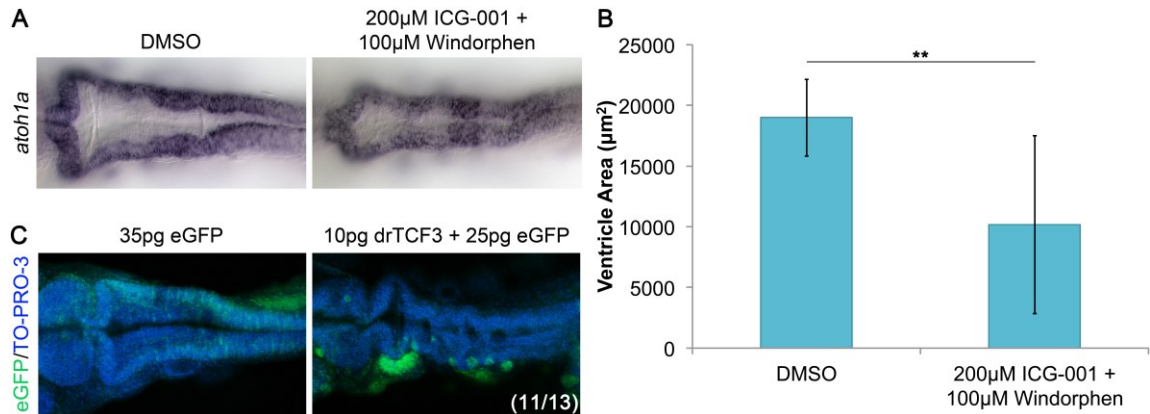 A
DMSO
200µM ICG-001 +
100µM Windorphen
atoh1a
B
Ventricle Area (µm²)
25000
20000
15000
10000
5000
0
**
DMSO
200µM ICG-001 +
100µM Windorphen
C
35pg eGFP
10pg drTCF3 + 25pg eGFP
eGFP/TO-PRO-3
(11/13)